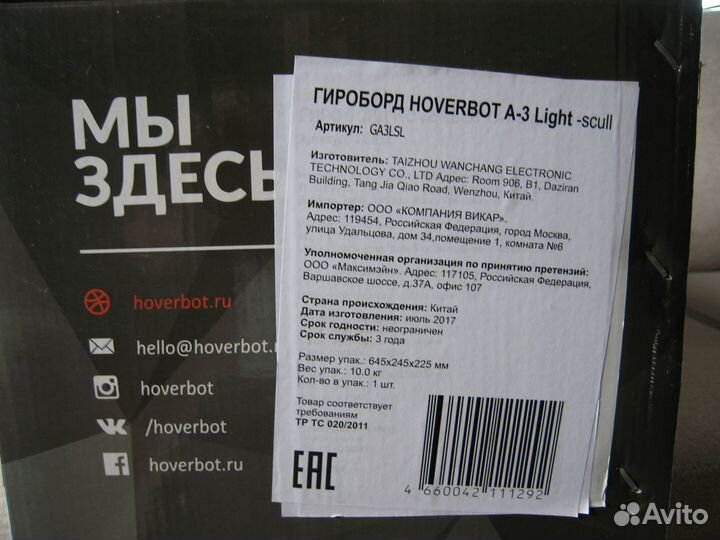 МЫ
ЗДЕСЬ
hoverbot.ru
hello@hoverbot.
hoverbot
/hoverbot
hoverbot.ru
ГИРОБОРД HOVERBOT A-3 Light -scull
Артикул: GA3LSL
Изготовитель: TAIZHOU WANCHANG ELECTRONIC
TECHNOLOGY CO., LTD Адрес: Room 906, B1, Daziran
Building, Tang Jia Qiao Road, Wenzhou, Китай.
Импортер: ООО «КОМПАНИЯ ВИКАР».
Адрес: 119454, Российская Федерация, город Москва,
улица Удальцова, дом 34,помещение 1, комната №6
Уполномоченная организация по принятию претензий:
ООО «Максимэйн». Адрес: 117105, Российская Федерация,
Варшавское шоссе, д.37А, офис 107
Страна происхождения: Китай
Дата изготовления: июль 2017
Срок годности: неограничен
Срок службы: 3 года
Размер упак.: 645х245х225 мм
Вес упак.: 10.0 кг
Кол-во в упак.: 1 шт.
Товар соответствует
требованиям
ТР ТС 020/2011
EAC
4 660042 111292
Avito